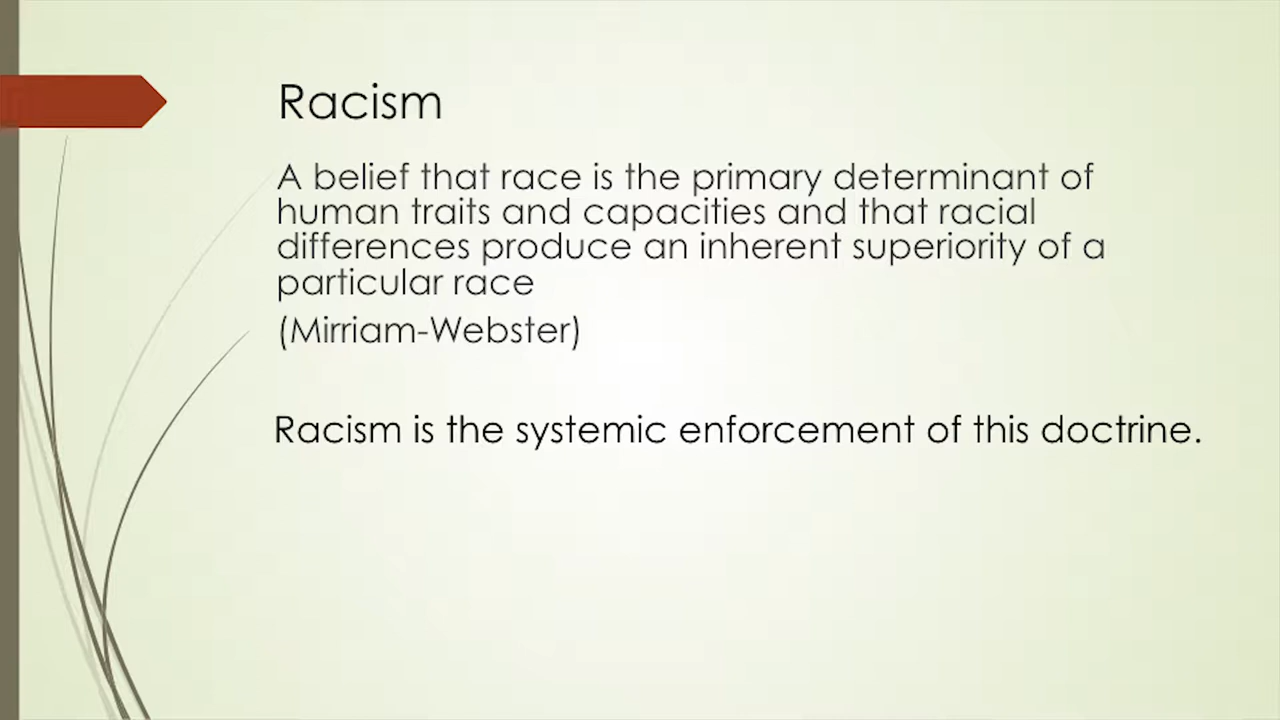 Racism
A belief that race is the primary determinant of
human traits and capacities and that racial
differences produce an inherent superiority of a
particular race
(Mirriam-Webster)
Racism is the systemic enforcement of this doctrine.